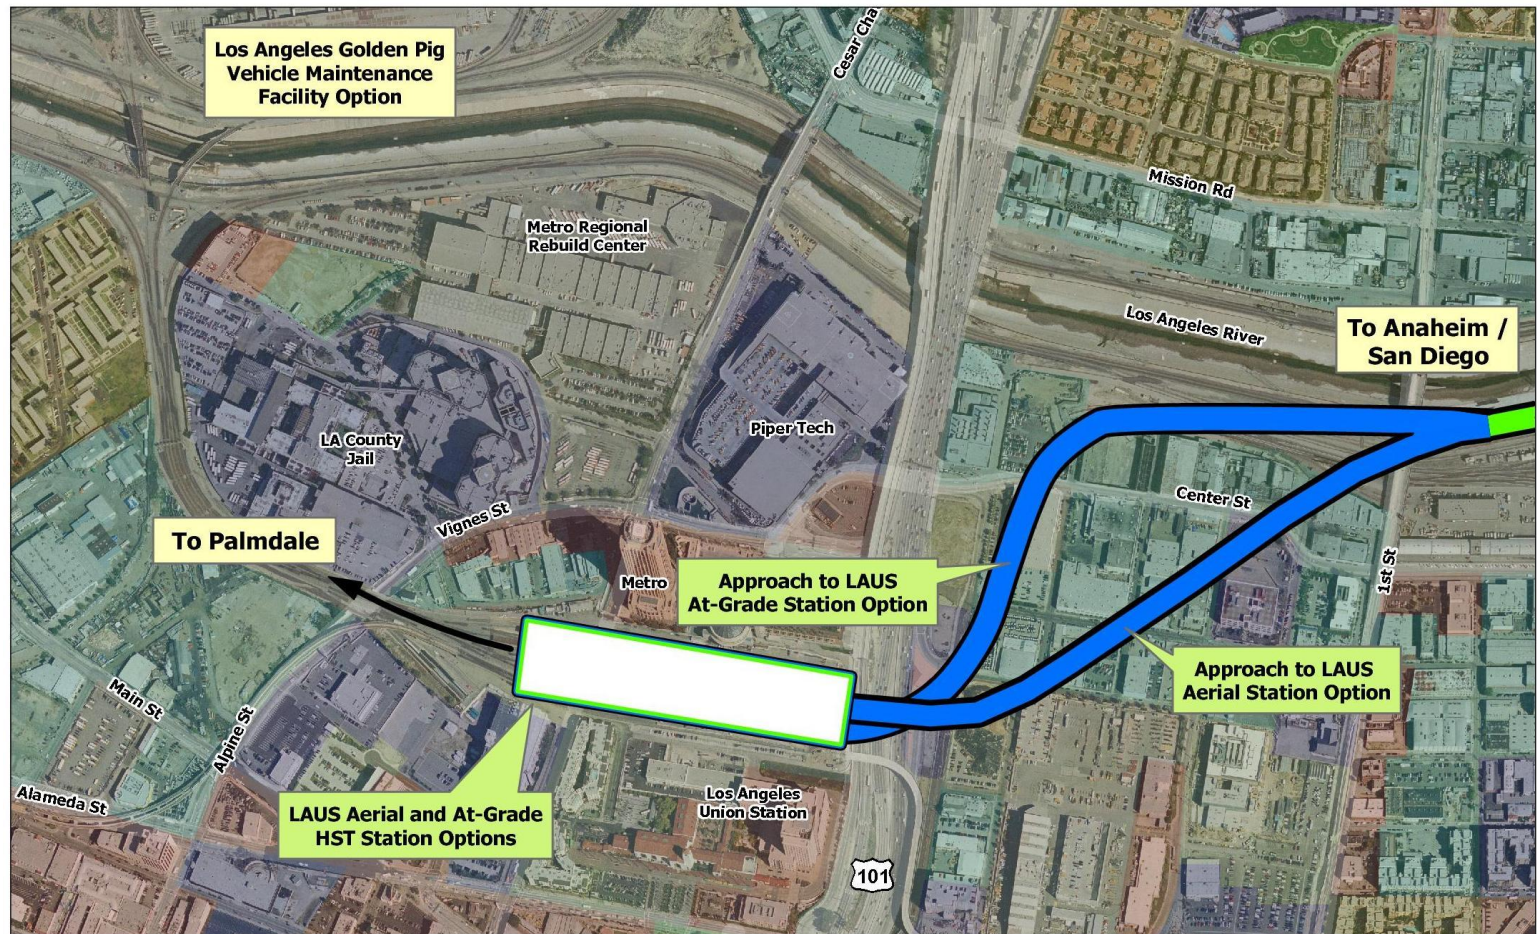 Los Angeles Golden Pig
Vehicle Maintenance
Facility Option
Cesar Cha
Mission Rd
Metro Regional
Rebuild Center
Los Angeles River
To Anaheim /
San Diego
LA County
Jail
Piper Tech
Vignes St
Center St
To Palmdale
Metro
Approach to LAUS
At-Grade Station Option
1st St
Approach to LAUS
Aerial Station Option
Main St
Alpine St
Alameda St
LAUS Aerial and At-Grade
HST Station Options
Los Angeles
Union Station
101